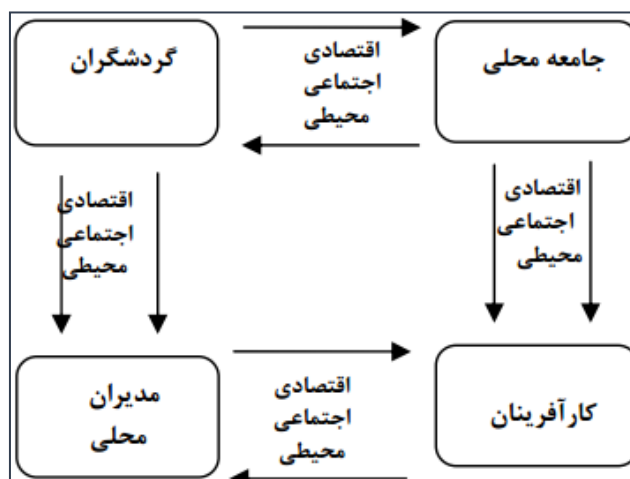 جامعه محلی
اقتصادی
اجتماعی
محیطی
گردشگران
اقتصادی
اجتماعی
محیطی
اقتصادی
اجتماعی
محیطی
کارآفرینان
اقتصادی
اجتماعی
محیطی
مدیران
محلی